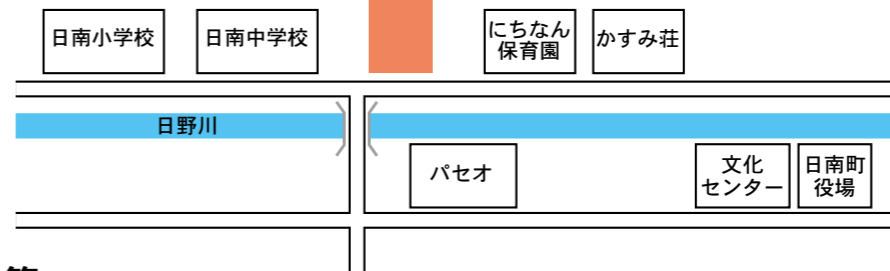 日南小学校
日南中学校
にちなん
保育園
かすみ荘
日野川
パセオ
文化
センター
日南町
役場